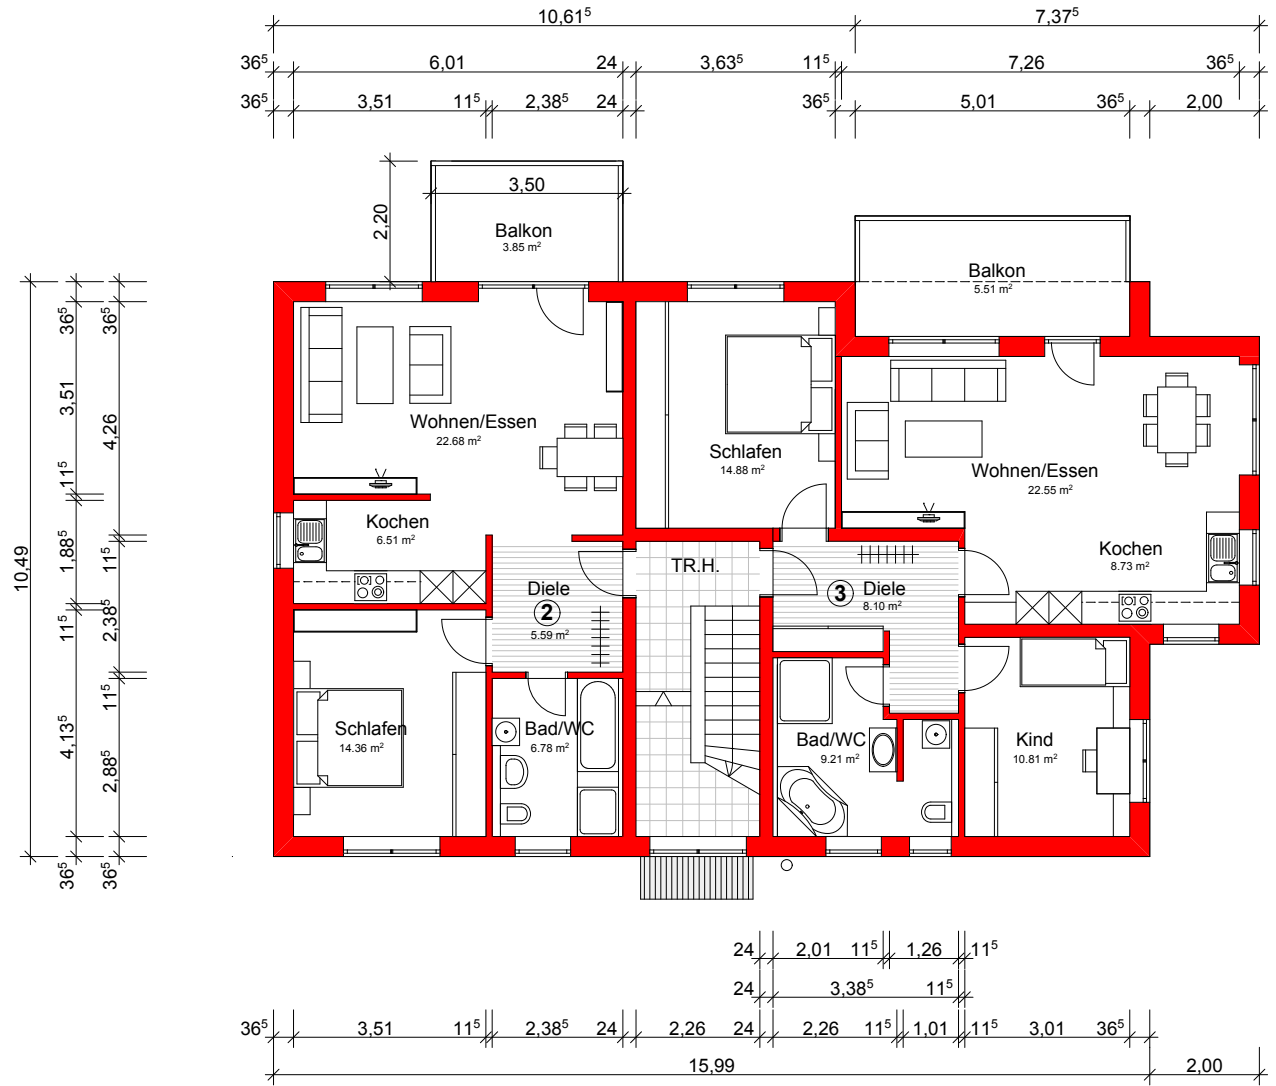 10,61⁵ 7,37⁵
36⁵ 6,01 24 3,63⁵ 11⁵ 7,26 36⁵
36⁵ 3,51 11⁵ 2,38⁵ 24 36⁵ 5,01 36⁵ 2,00
3,50
2,20
Balkon
3.85 m²
Balkon
5.51 m²
Wohnen/Essen
22.68 m²
Schlafen
14.88 m²
Wohnen/Essen
22.55 m²
Kochen
6.51 m²
Kochen
8.73 m²
TR.H.
Diele
2
5.59 m²
3
Diele
8.10 m²
Schlafen
14.36 m²
Bad/WC
6.78 m²
Bad/WC
9.21 m²
Kind
10.81 m²
10,49
36⁵ 3,51 11⁵ 1,88⁵ 11⁵ 4,13⁵ 36⁵
36⁵ 4,26 11⁵ 2,38⁵ 11⁵ 2,88⁵ 36⁵
24 2,01 11⁵ 1,26 11⁵
24 3,38⁵ 11⁵
36⁵ 3,51 11⁵ 2,38⁵ 24 2,26 24 2,26 11⁵ 1,01 11⁵ 3,01 36⁵
15,99 2,00